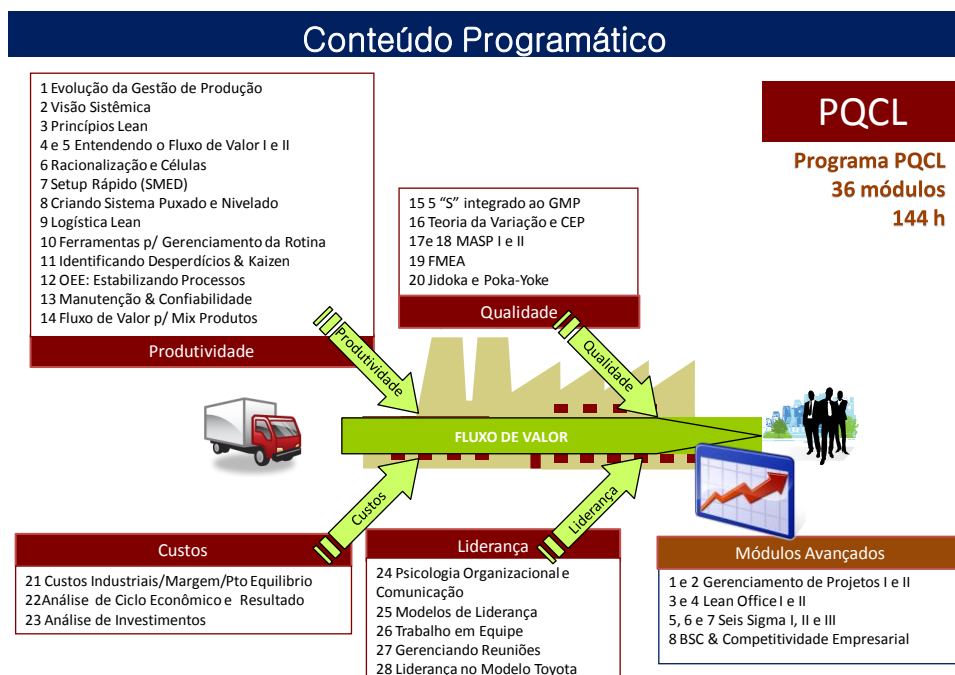 Conteúdo Programático
1 Evolução da Gestão de Produção
2 Visão Sistêmica
3 Princípios Lean
4 e 5 Entendendo o Fluxo de Valor I e II
6 Racionalização e Células
7 Setup Rápido (SMED)
8 Criando Sistema Puxado e Nivelado
9 Logística Lean
10 Ferramentas p/ Gerenciamento da Rotina
11 Identificando Desperdícios & Kaizen
12 OEE: Estabilizando Processos
13 Manutenção & Confiabilidade
14 Fluxo de Valor p/ Mix Produtos
Produtividade
PQCL
Programa PQCL
36 módulos
144 h
15 5 “S” integrado ao GMP
16 Teoria da Variação e CEP
17e 18 MASP I e II
19 FMEA
20 Jidoka e Poka-Yoke
Qualidade
Produtividade
Qualidade
FLUXO DE VALOR
Custos
Liderança
Custos
21 Custos Industriais/Margem/Pto Equilibrio
22Análise de Ciclo Econômico e Resultado
23 Análise de Investimentos
Liderança
24 Psicologia Organizacional e
Comunicação
25 Modelos de Liderança
26 Trabalho em Equipe
27 Gerenciando Reuniões
28 Liderança no Modelo Toyota
Módulos Avançados
1 e 2 Gerenciamento de Projetos I e II
3 e 4 Lean Office I e II
5, 6 e 7 Seis Sigma I, II e III
8 BSC & Competitividade Empresarial